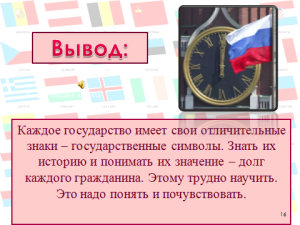 Вывод:
Каждое государство имеет свои отличительные
знаки – государственные символы. Знать их
историю и понимать их значение – долг
каждого гражданина. Этому трудно научить.
Это надо понять и почувствовать.
16